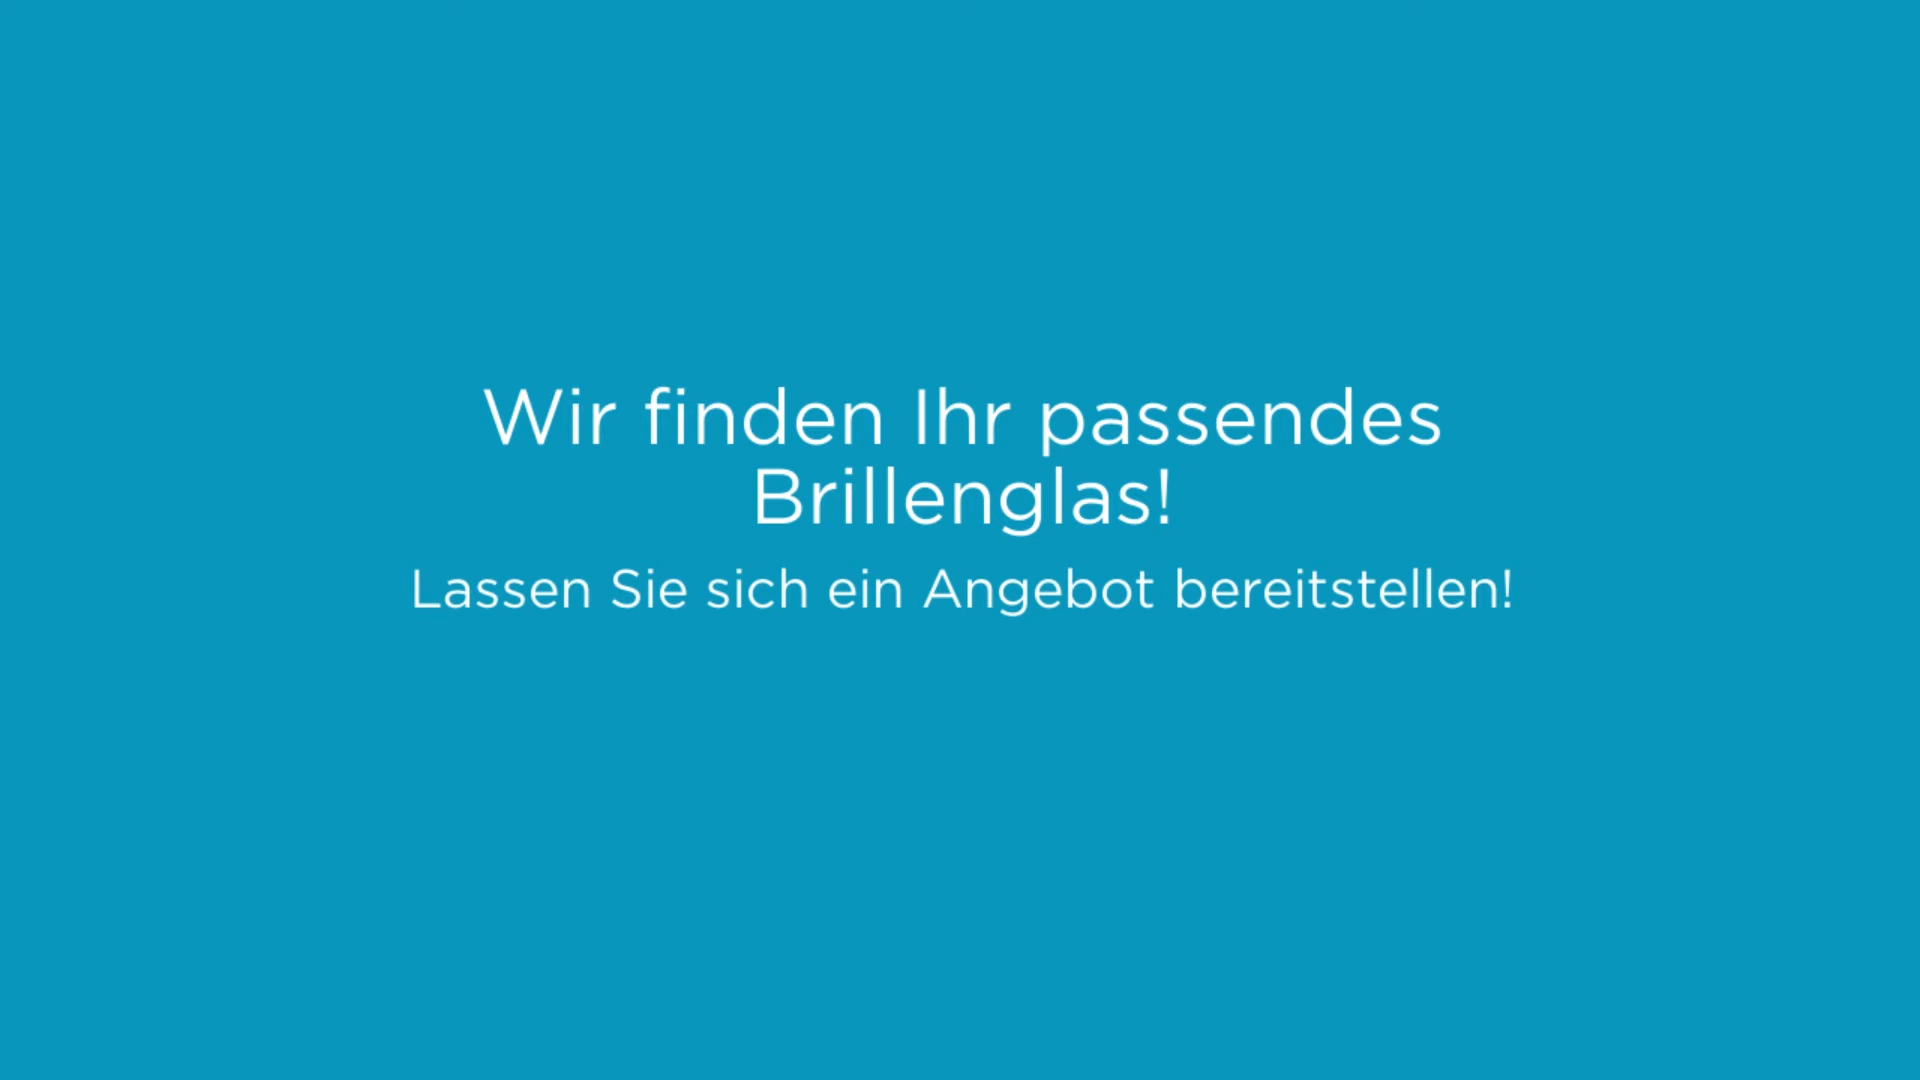 Wir finden Ihr passendes
Brillenglas!
Lassen Sie sich ein Angebot bereitstellen!